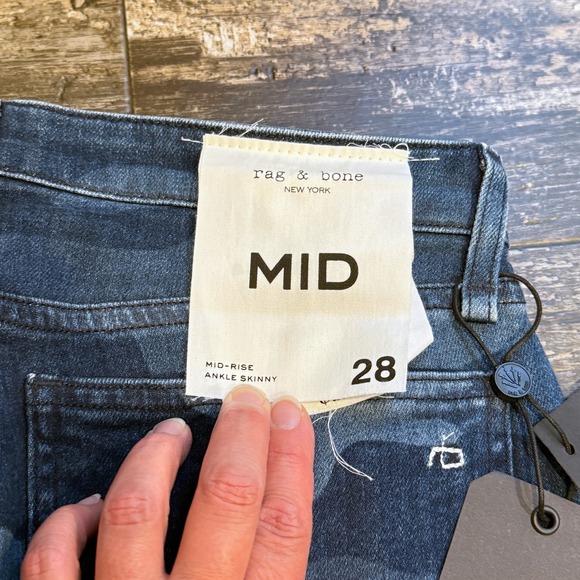 rag & bone
NEW YORK
MID
MID-RISE
ANKLE SKINNY
28